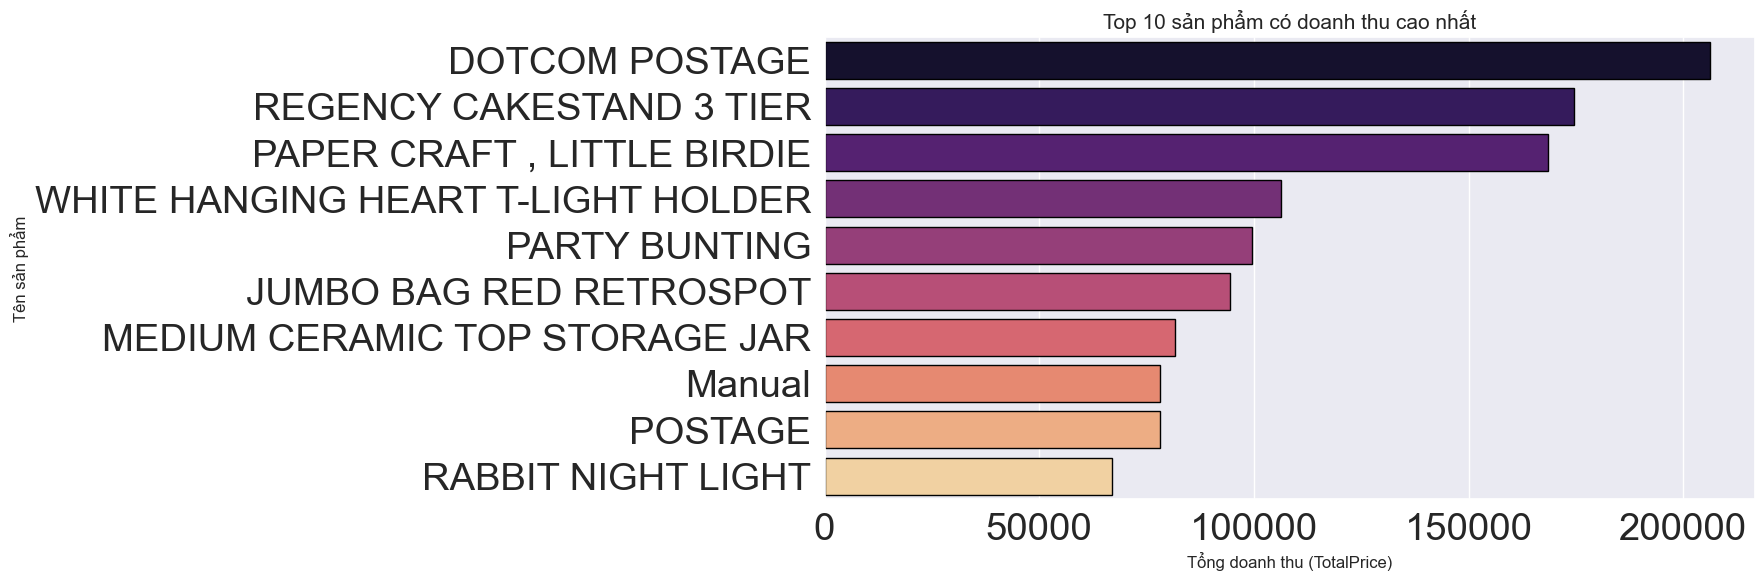 Top 10 sản phẩm có doanh thu cao nhất
Tên sản phẩm
DOTCOM POSTAGE
REGENCY CAKESTAND 3 TIER
PAPER CRAFT , LITTLE BIRDIE
WHITE HANGING HEART T-LIGHT HOLDER
PARTY BUNTING
JUMBO BAG RED RETROSPOT
MEDIUM CERAMIC TOP STORAGE JAR
Manual
POSTAGE
RABBIT NIGHT LIGHT
0 50000 100000 150000 200000
Tổng doanh thu (TotalPrice)